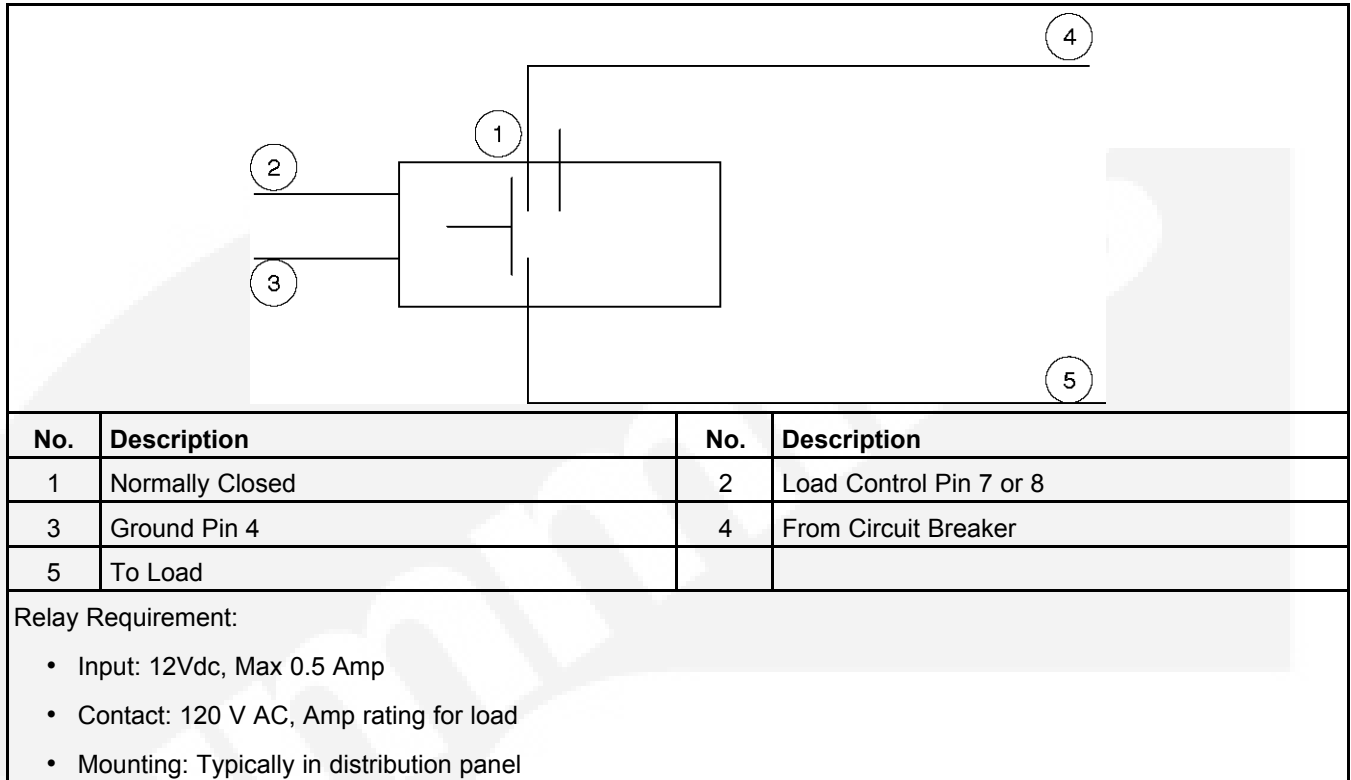 4
1
2
3
5
No. Description No. Description
1 Normally Closed 2 Load Control Pin 7 or 8
3 Ground Pin 4 4 From Circuit Breaker
5 To Load
Relay Requirement:
• Input: 12Vdc, Max 0.5 Amp
• Contact: 120 V AC, Amp rating for load
• Mounting: Typically in distribution panel